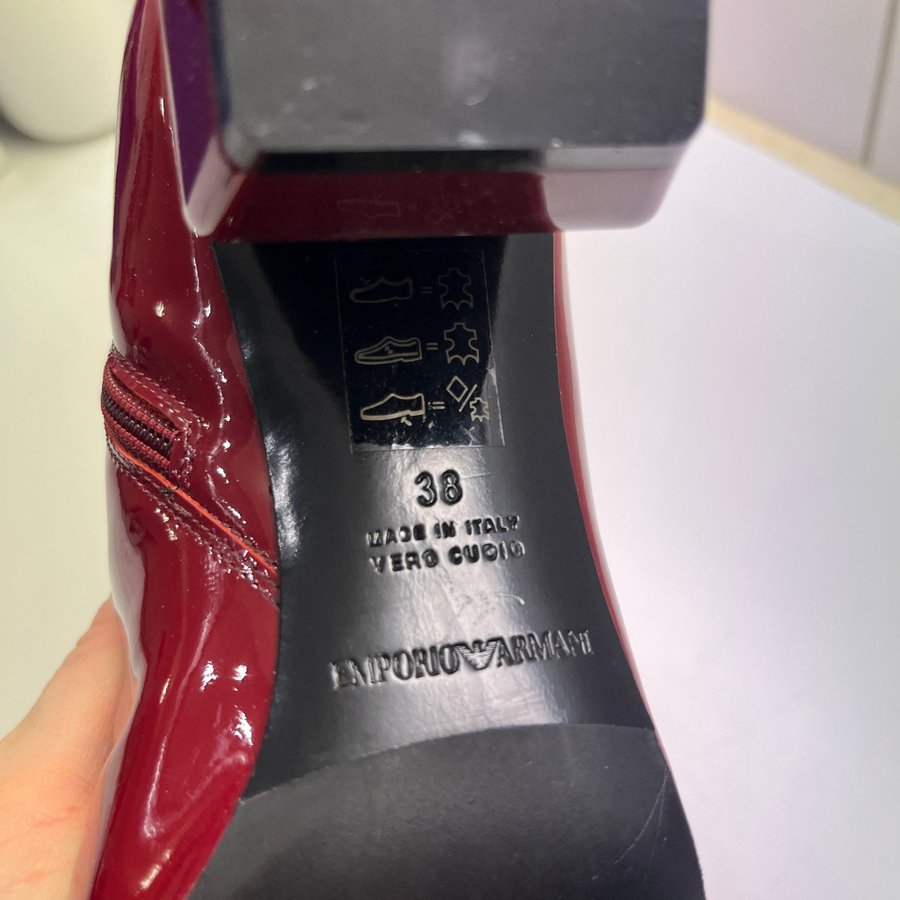 38
MADE IN ITALY
VERO CUOIO
EMPORIO ARMANI